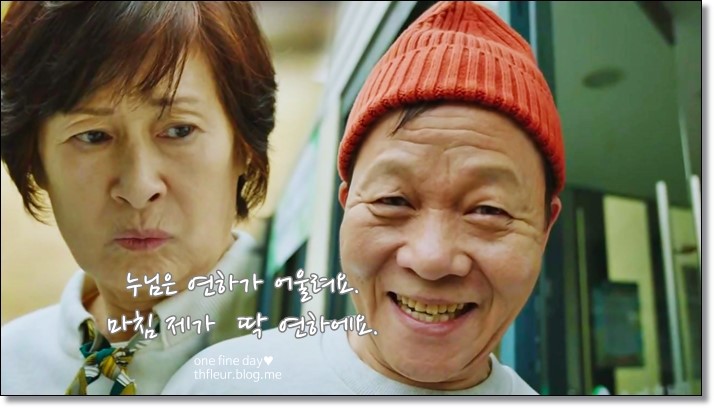 누님은 연하가 어울려요.
마침 제가 딱 연하에요.
one fine day♥
thfleur.blog.me